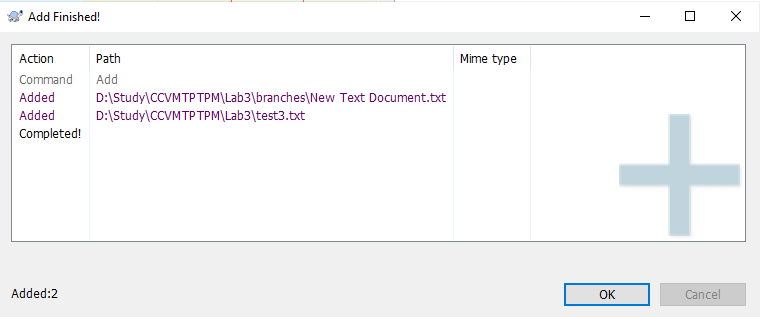 Add Finished!
Action Path Mime type
Command Add
Added D:\Study\CCVMTPTPM\Lab3\branches\New Text Document.txt
Added D:\Study\CCVMTPTPM\Lab3\test3.txt
Completed!
Added:2 OK Cancel